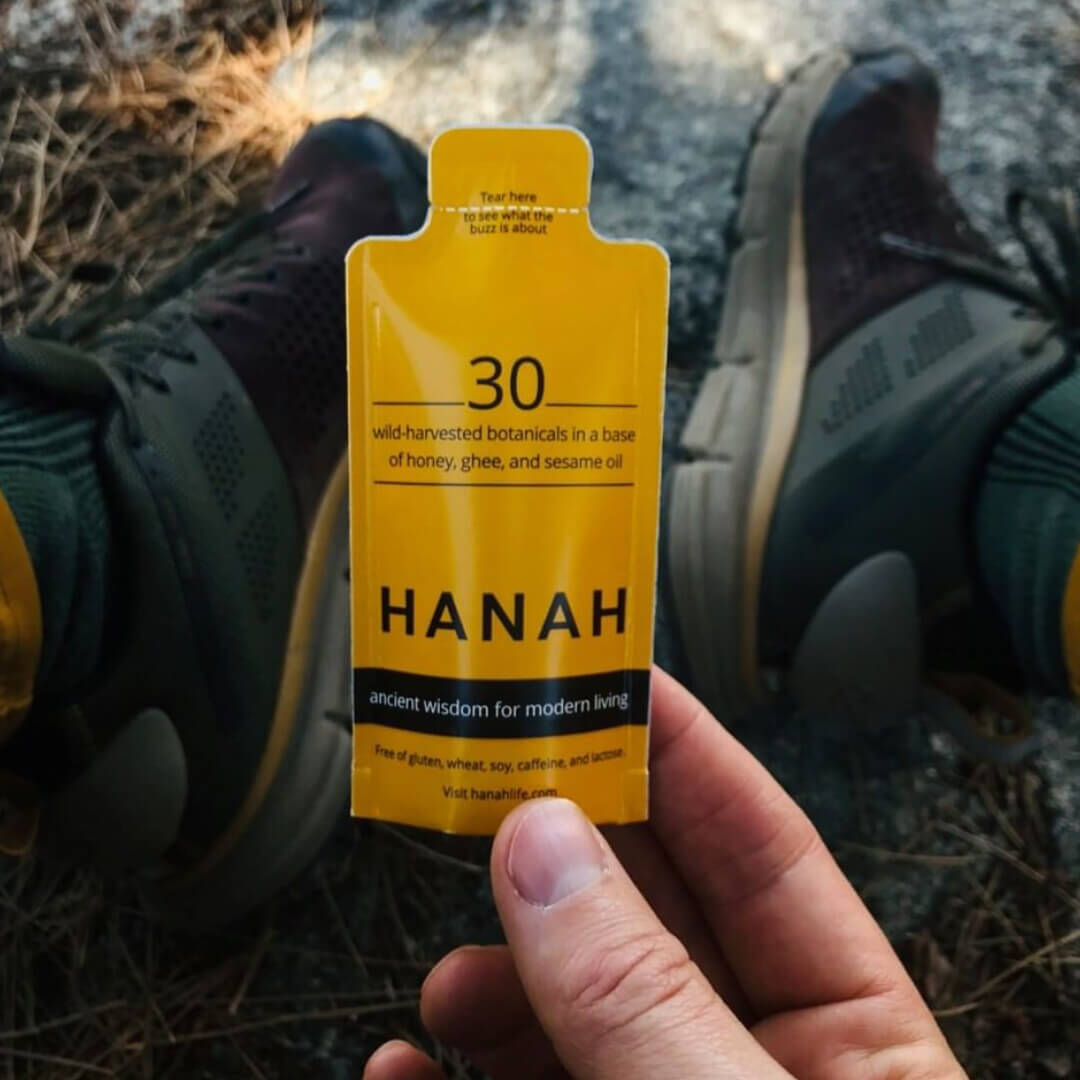 Tear here
to see what the
buzz is about
30
wild-harvested botanicals in a base
of honey, ghee, and sesame oil
HANAH
ancient wisdom for modern living
Free of gluten, wheat, soy, caffeine, and lactose.
Visit hanahlife.com